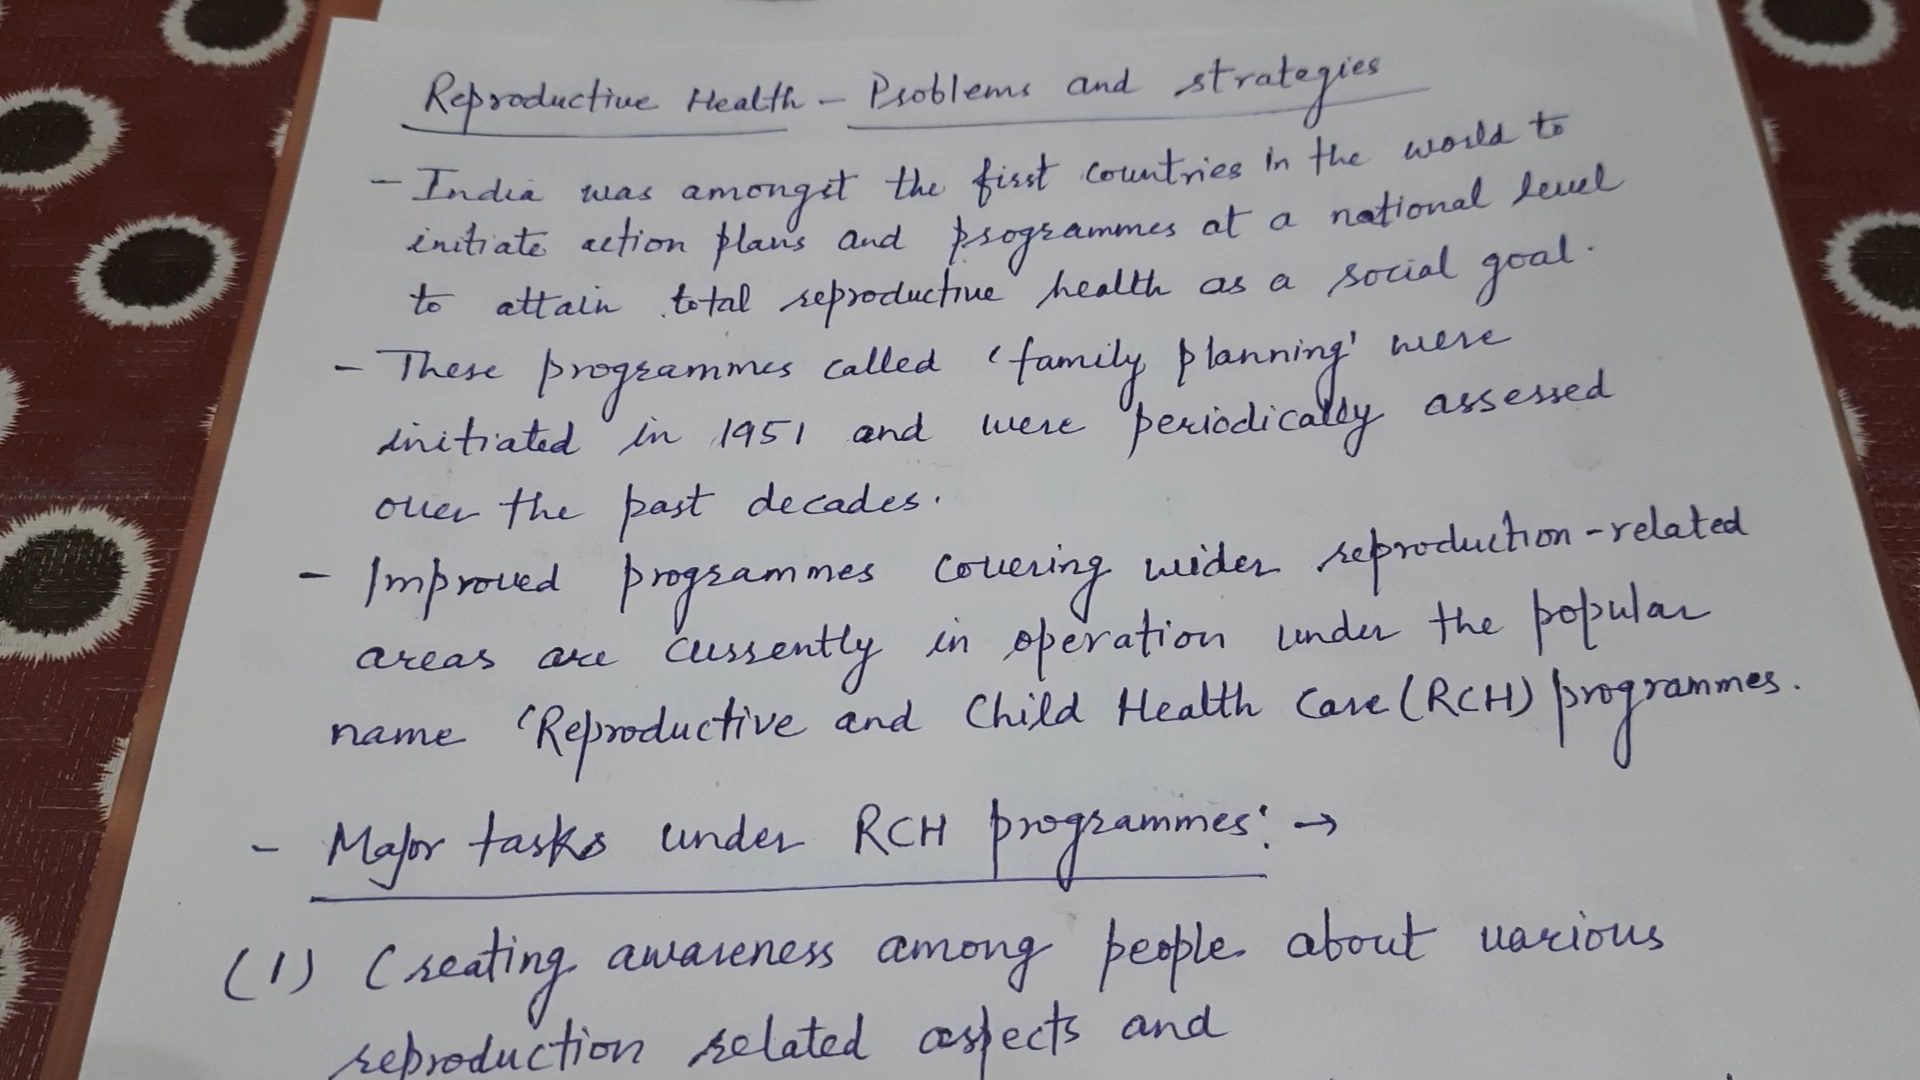 Reproductive Health - Problems and strategies
- India was amongst the first countries in the world to
initiate action plans and programmes at a national level
to attain total reproductive health as a social goal.
- These programmes called 'family planning' were
initiated in 1951 and were periodically assessed
over the past decades.
- Improved programmes covering wider reproduction-related
areas are currently in operation under the popular
name 'Reproductive and Child Health Care (RCH) programmes.
- Major tasks under RCH programmes: →
(1) Creating awareness among people about various
reproduction related aspects and